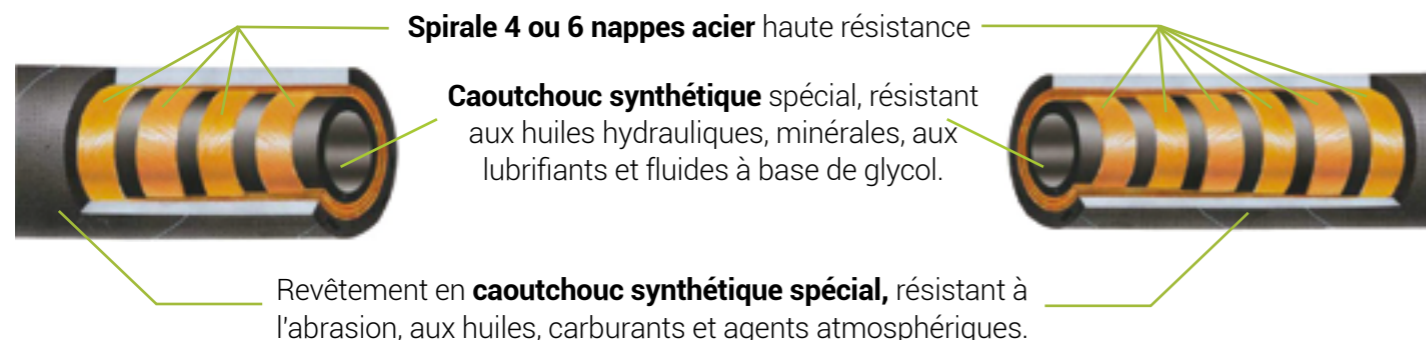 Spirale 4 ou 6 nappes acier haute résistance
Caoutchouc synthétique spécial, résistant
aux huiles hydrauliques, minérales, aux
lubrifiants et fluides à base de glycol.
Revêtement en caoutchouc synthétique spécial, résistant à
l'abrasion, aux huiles, carburants et agents atmosphériques.